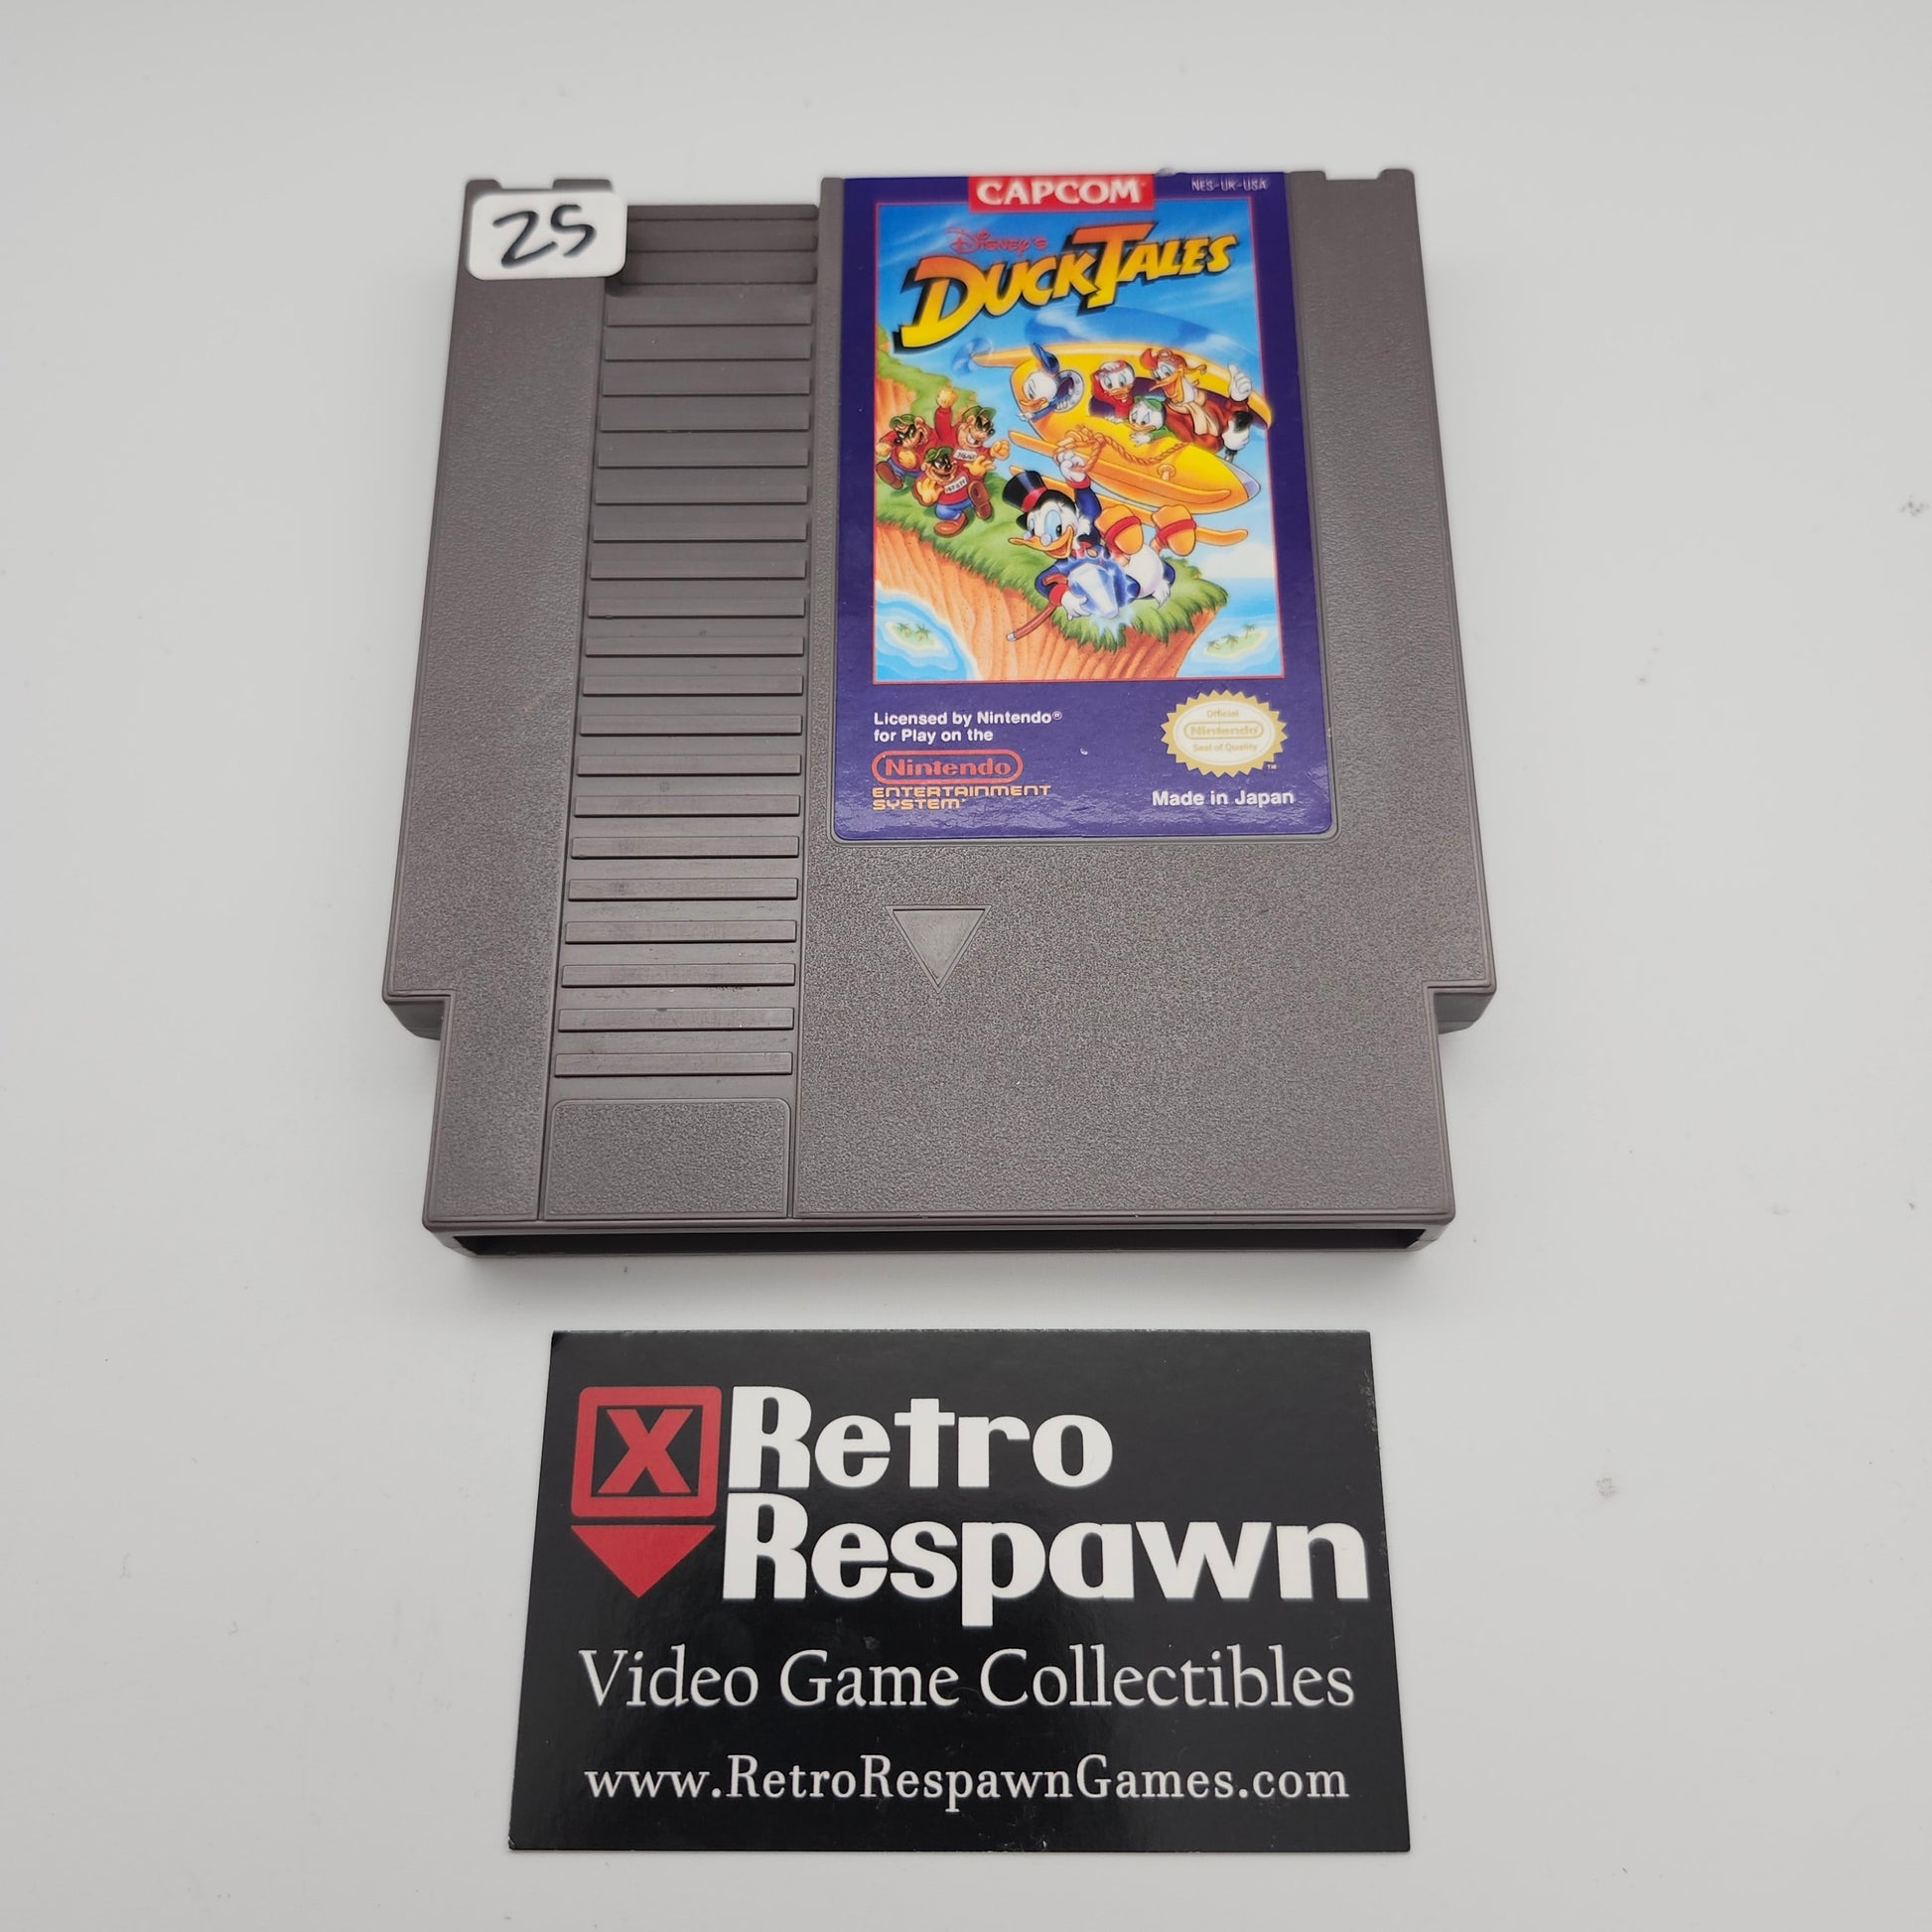 25
CAPCOM
NES-UK-USA
Disney's
DUCKTALES
Licensed by Nintendo®
for Play on the
Nintendo
ENTERTAINMENT
SYSTEM
Official
Nintendo
Seal of Quality
TM
Made in Japan
X
Retro
Respawn
Video Game Collectibles
www.RetroRespawnGames.com